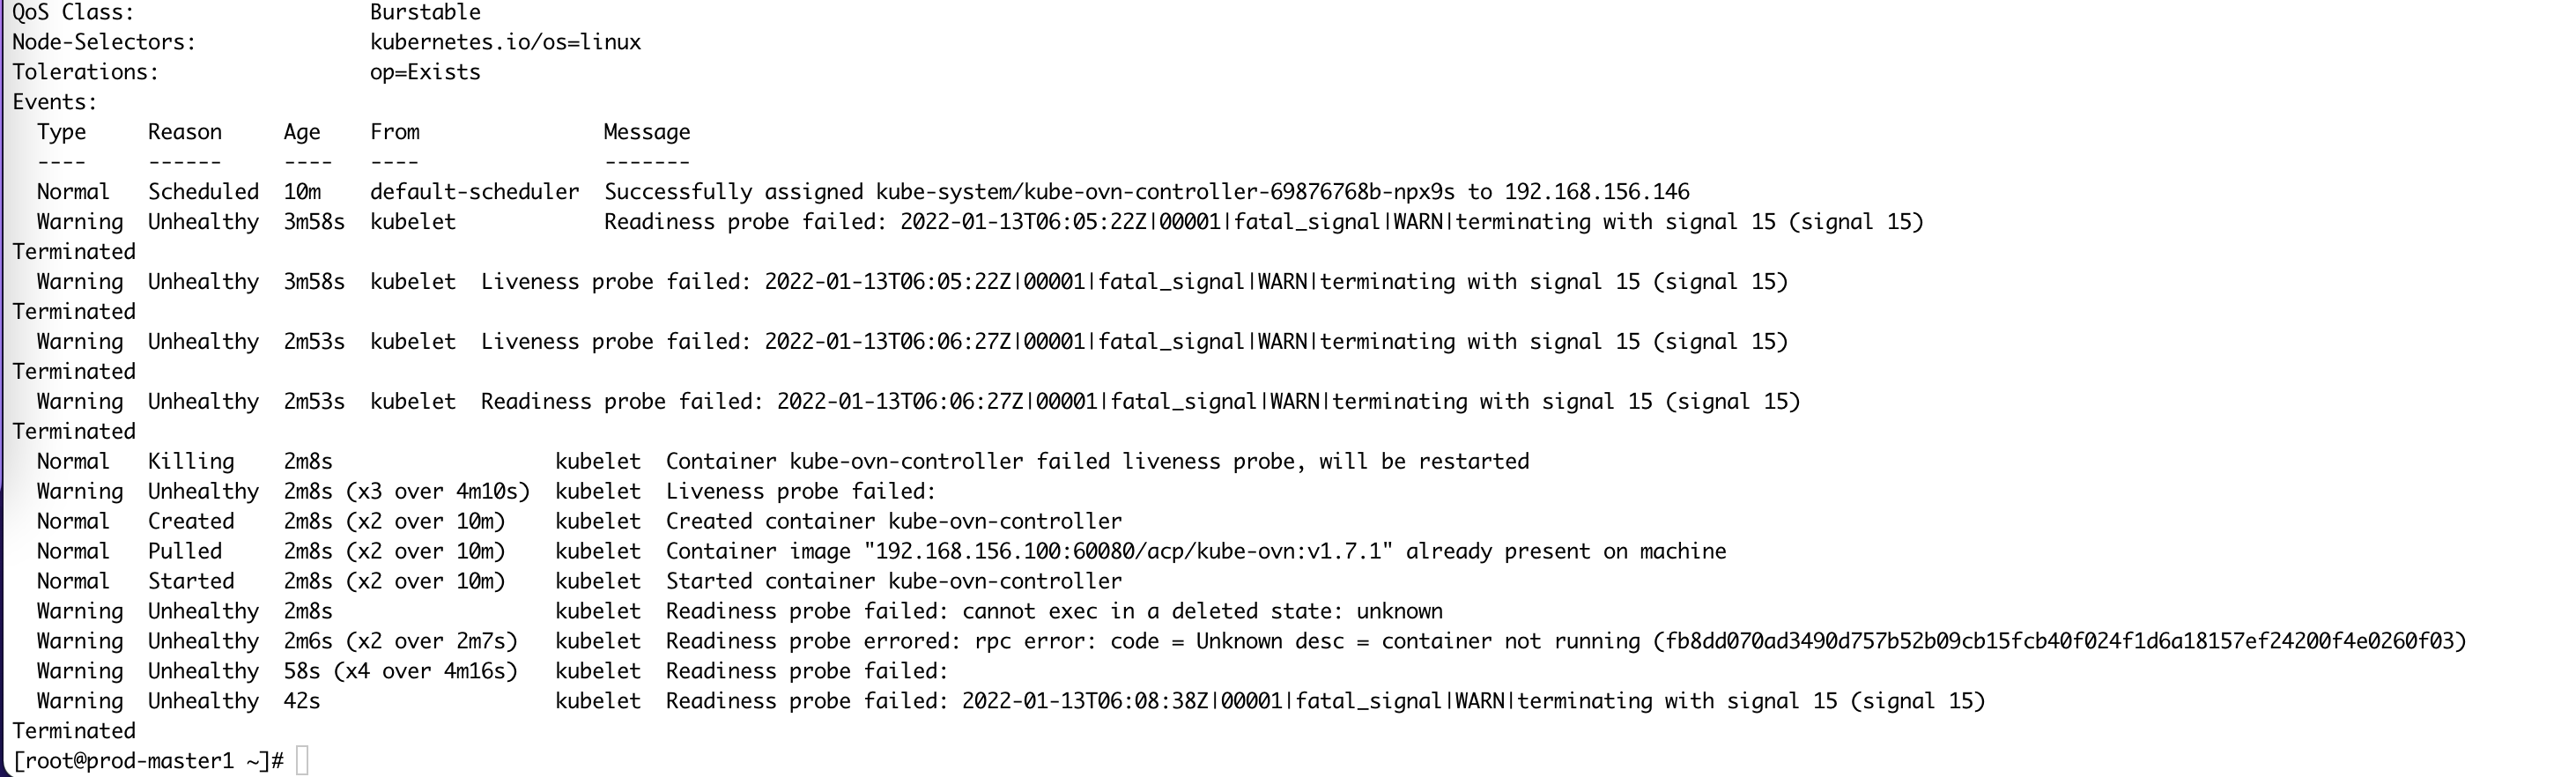 QoS Class:                   Burstable
Node-Selectors:              kubernetes.io/os=linux
Tolerations:                 op=Exists
Events:
  Type     Reason     Age    From               Message
  ----     ------     ----   ----               -------
  Normal   Scheduled  10m    default-scheduler  Successfully assigned kube-system/kube-ovn-controller-69876768b-npx9s to 192.168.156.146
  Warning  Unhealthy  3m58s  kubelet            Readiness probe failed: 2022-01-13T06:05:22Z|00001|fatal_signal|WARN|terminating with signal 15 (signal 15)
Terminated
  Warning  Unhealthy  3m58s  kubelet  Liveness probe failed: 2022-01-13T06:05:22Z|00001|fatal_signal|WARN|terminating with signal 15 (signal 15)
Terminated
  Warning  Unhealthy  2m53s  kubelet  Liveness probe failed: 2022-01-13T06:06:27Z|00001|fatal_signal|WARN|terminating with signal 15 (signal 15)
Terminated
  Warning  Unhealthy  2m53s  kubelet  Readiness probe failed: 2022-01-13T06:06:27Z|00001|fatal_signal|WARN|terminating with signal 15 (signal 15)
Terminated
  Normal   Killing    2m8s                  kubelet  Container kube-ovn-controller failed liveness probe, will be restarted
  Warning  Unhealthy  2m8s (x3 over 4m10s)  kubelet  Liveness probe failed:
  Normal   Created    2m8s (x2 over 10m)    kubelet  Created container kube-ovn-controller
  Normal   Pulled     2m8s (x2 over 10m)    kubelet  Container image "192.168.156.100:60080/acp/kube-ovn:v1.7.1" already present on machine
  Normal   Started    2m8s (x2 over 10m)    kubelet  Started container kube-ovn-controller
  Warning  Unhealthy  2m8s                  kubelet  Readiness probe failed: cannot exec in a deleted state: unknown
  Warning  Unhealthy  2m6s (x2 over 2m7s)   kubelet  Readiness probe errored: rpc error: code = Unknown desc = container not running (fb8dd070ad3490d757b52b09cb15fcb40f024f1d6a18157ef24200f4e0260f03)
  Warning  Unhealthy  58s (x4 over 4m16s)   kubelet  Readiness probe failed:
  Warning  Unhealthy  42s                   kubelet  Readiness probe failed: 2022-01-13T06:08:38Z|00001|fatal_signal|WARN|terminating with signal 15 (signal 15)
Terminated
[root@prod-master1 ~]#